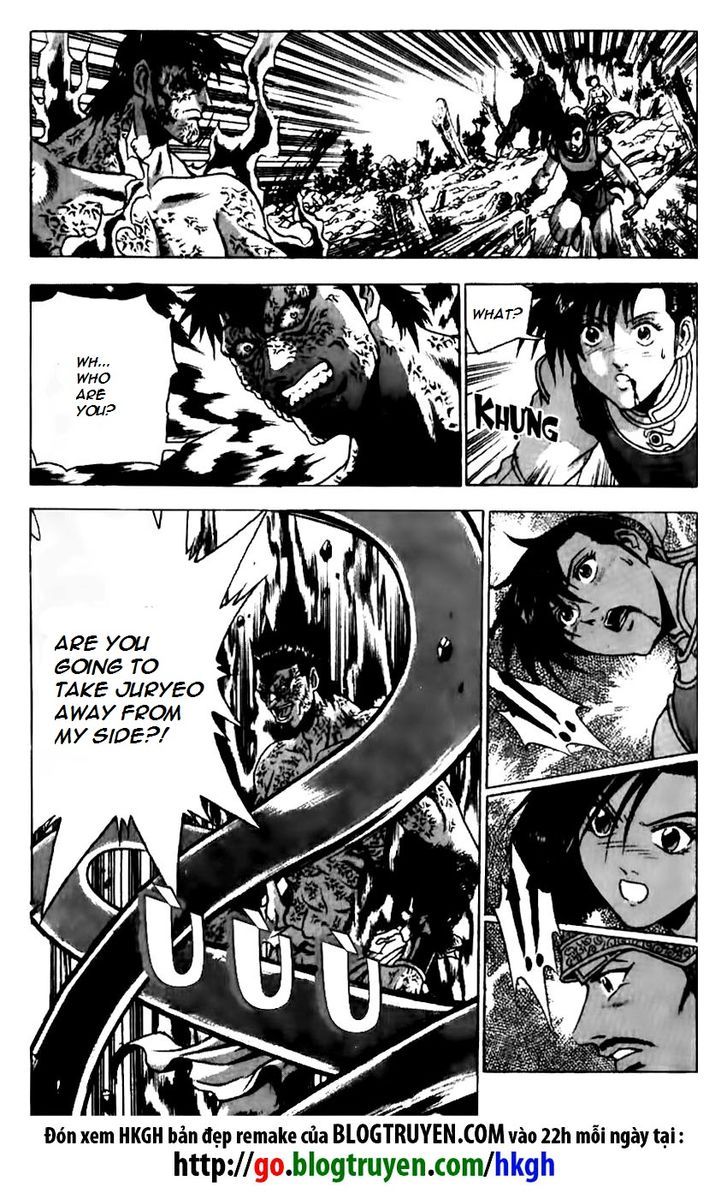 WH...
WHO
ARE
YOU?
WHAT?
KHỰNG
ARE YOU
GOING TO
TAKE JURYEO
AWAY FROM
MY SIDE?!
Ù Ù Ù
Đón xem HKGH bản đẹp remake của BLOGTRUYEN.COM vào 22h mỗi ngày tại :
http://go.blogtruyen.com/hkgh